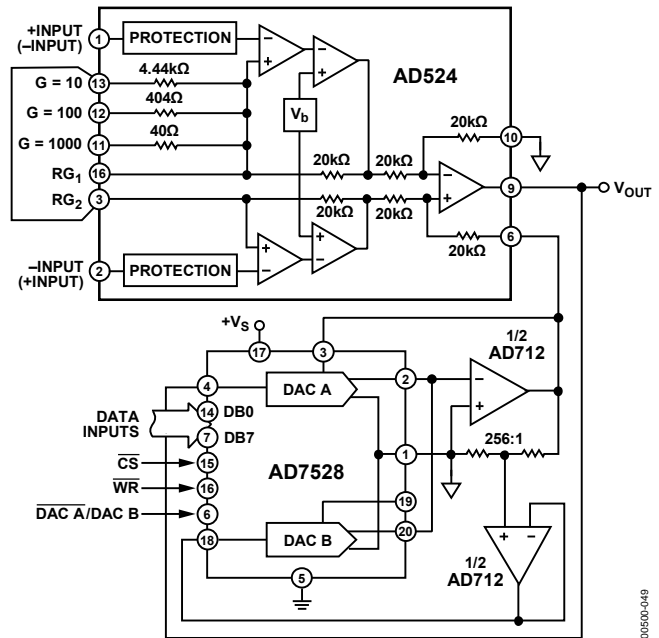 +INPUT
(–INPUT)
1
PROTECTION
AD524
G = 10
13
4.44kΩ
G = 100
12
404Ω
Vb
G = 1000
11
40Ω
20kΩ
10
RG1
16
20kΩ
20kΩ
9
VOUT
RG2
3
20kΩ
20kΩ
20kΩ
6
–INPUT
(+INPUT)
2
PROTECTION
+VS
17
3
1/2
AD712
4
DAC A
2
DATA
INPUTS
14
DB0
7
DB7
256:1
1
CS
15
AD7528
WR
16
19
DAC A/DAC B
6
20
18
DAC B
1/2
AD712
5
00500-049